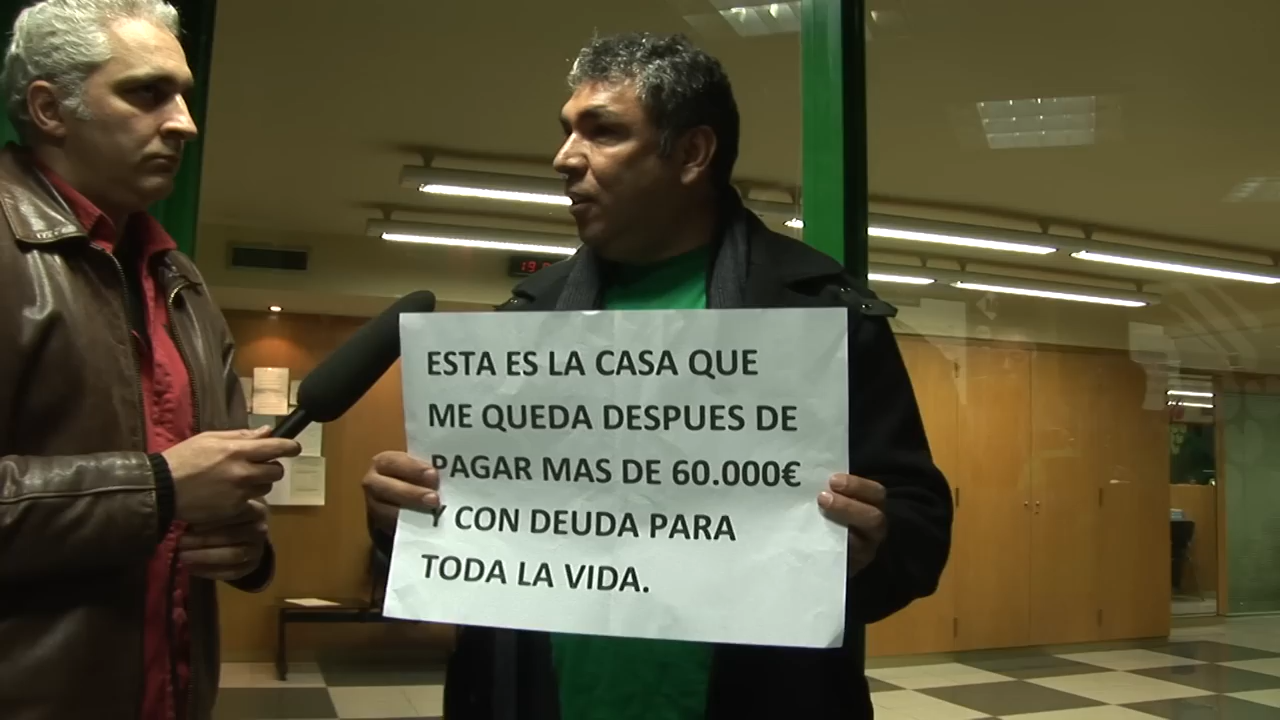 ESTA ES LA CASA QUE
ME QUEDA DESPUES DE
PAGAR MAS DE 60.000€
Y CON DEUDA PARA
TODA LA VIDA.